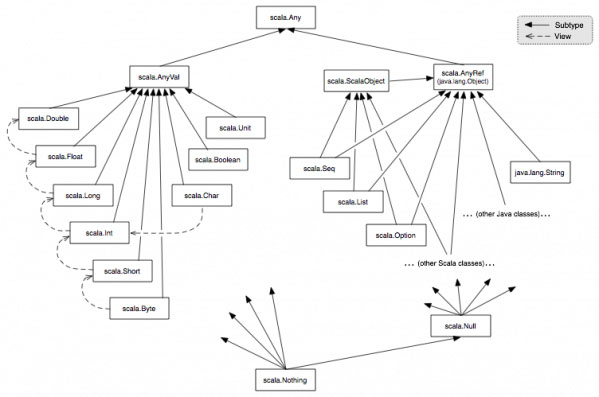 scala.Any
Subtype
View
scala.AnyVal
scala.ScalaObject
scala.AnyRef
(java.lang.Object)
scala.Double
scala.Unit
scala.Float
scala.Boolean
scala.Seq
java.lang.String
scala.Long
scala.Char
scala.List
... (other Java classes)...
scala.Int
scala.Option
... (other Scala classes)...
scala.Short
scala.Byte
scala.Null
scala.Nothing